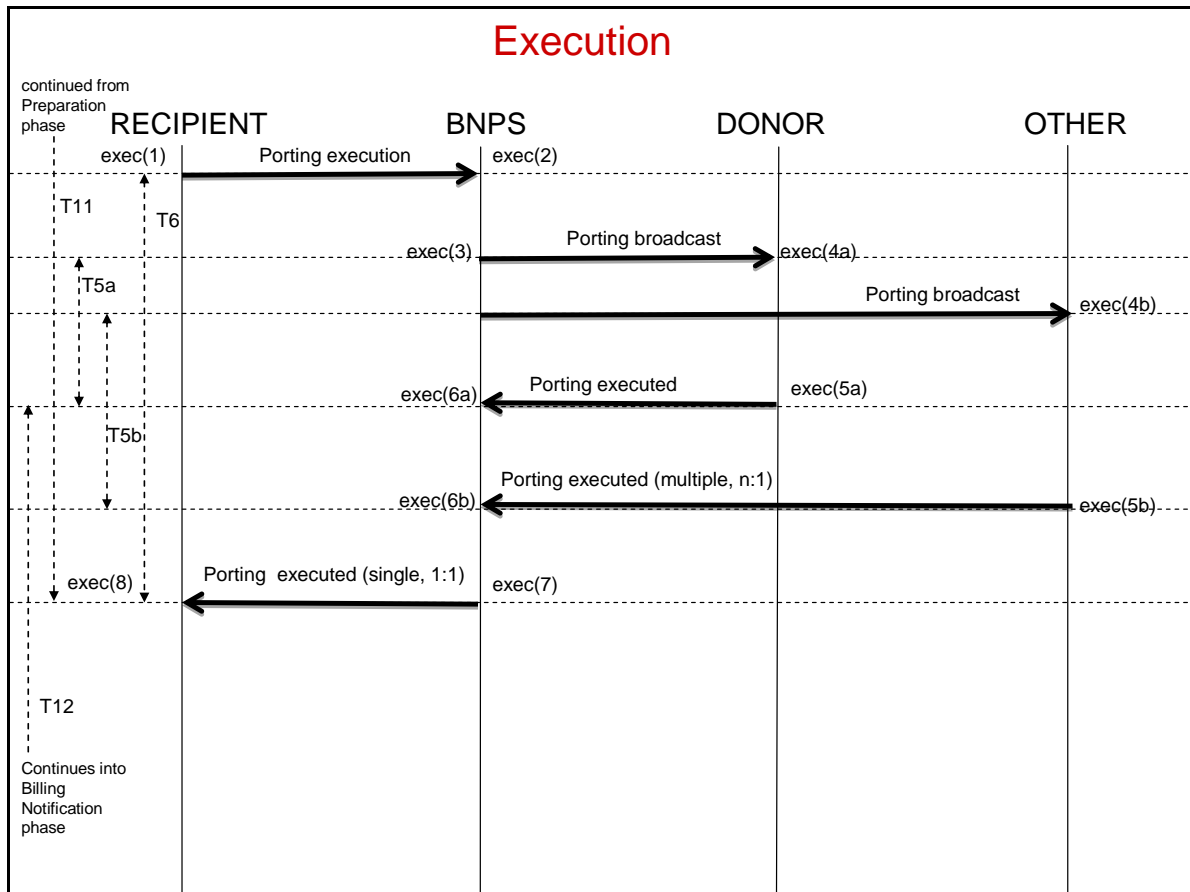 Execution
continued from
Preparation
phase
RECIPIENT
BNPS
DONOR
OTHER
exec(1)
Porting execution
exec(2)
T11
T6
exec(3)
Porting broadcast
exec(4a)
T5a
Porting broadcast
exec(4b)
exec(6a)
Porting executed
exec(5a)
T5b
exec(6b)
Porting executed (multiple, n:1)
exec(5b)
exec(8)
Porting executed (single, 1:1)
exec(7)
T12
Continues into
Billing
Notification
phase